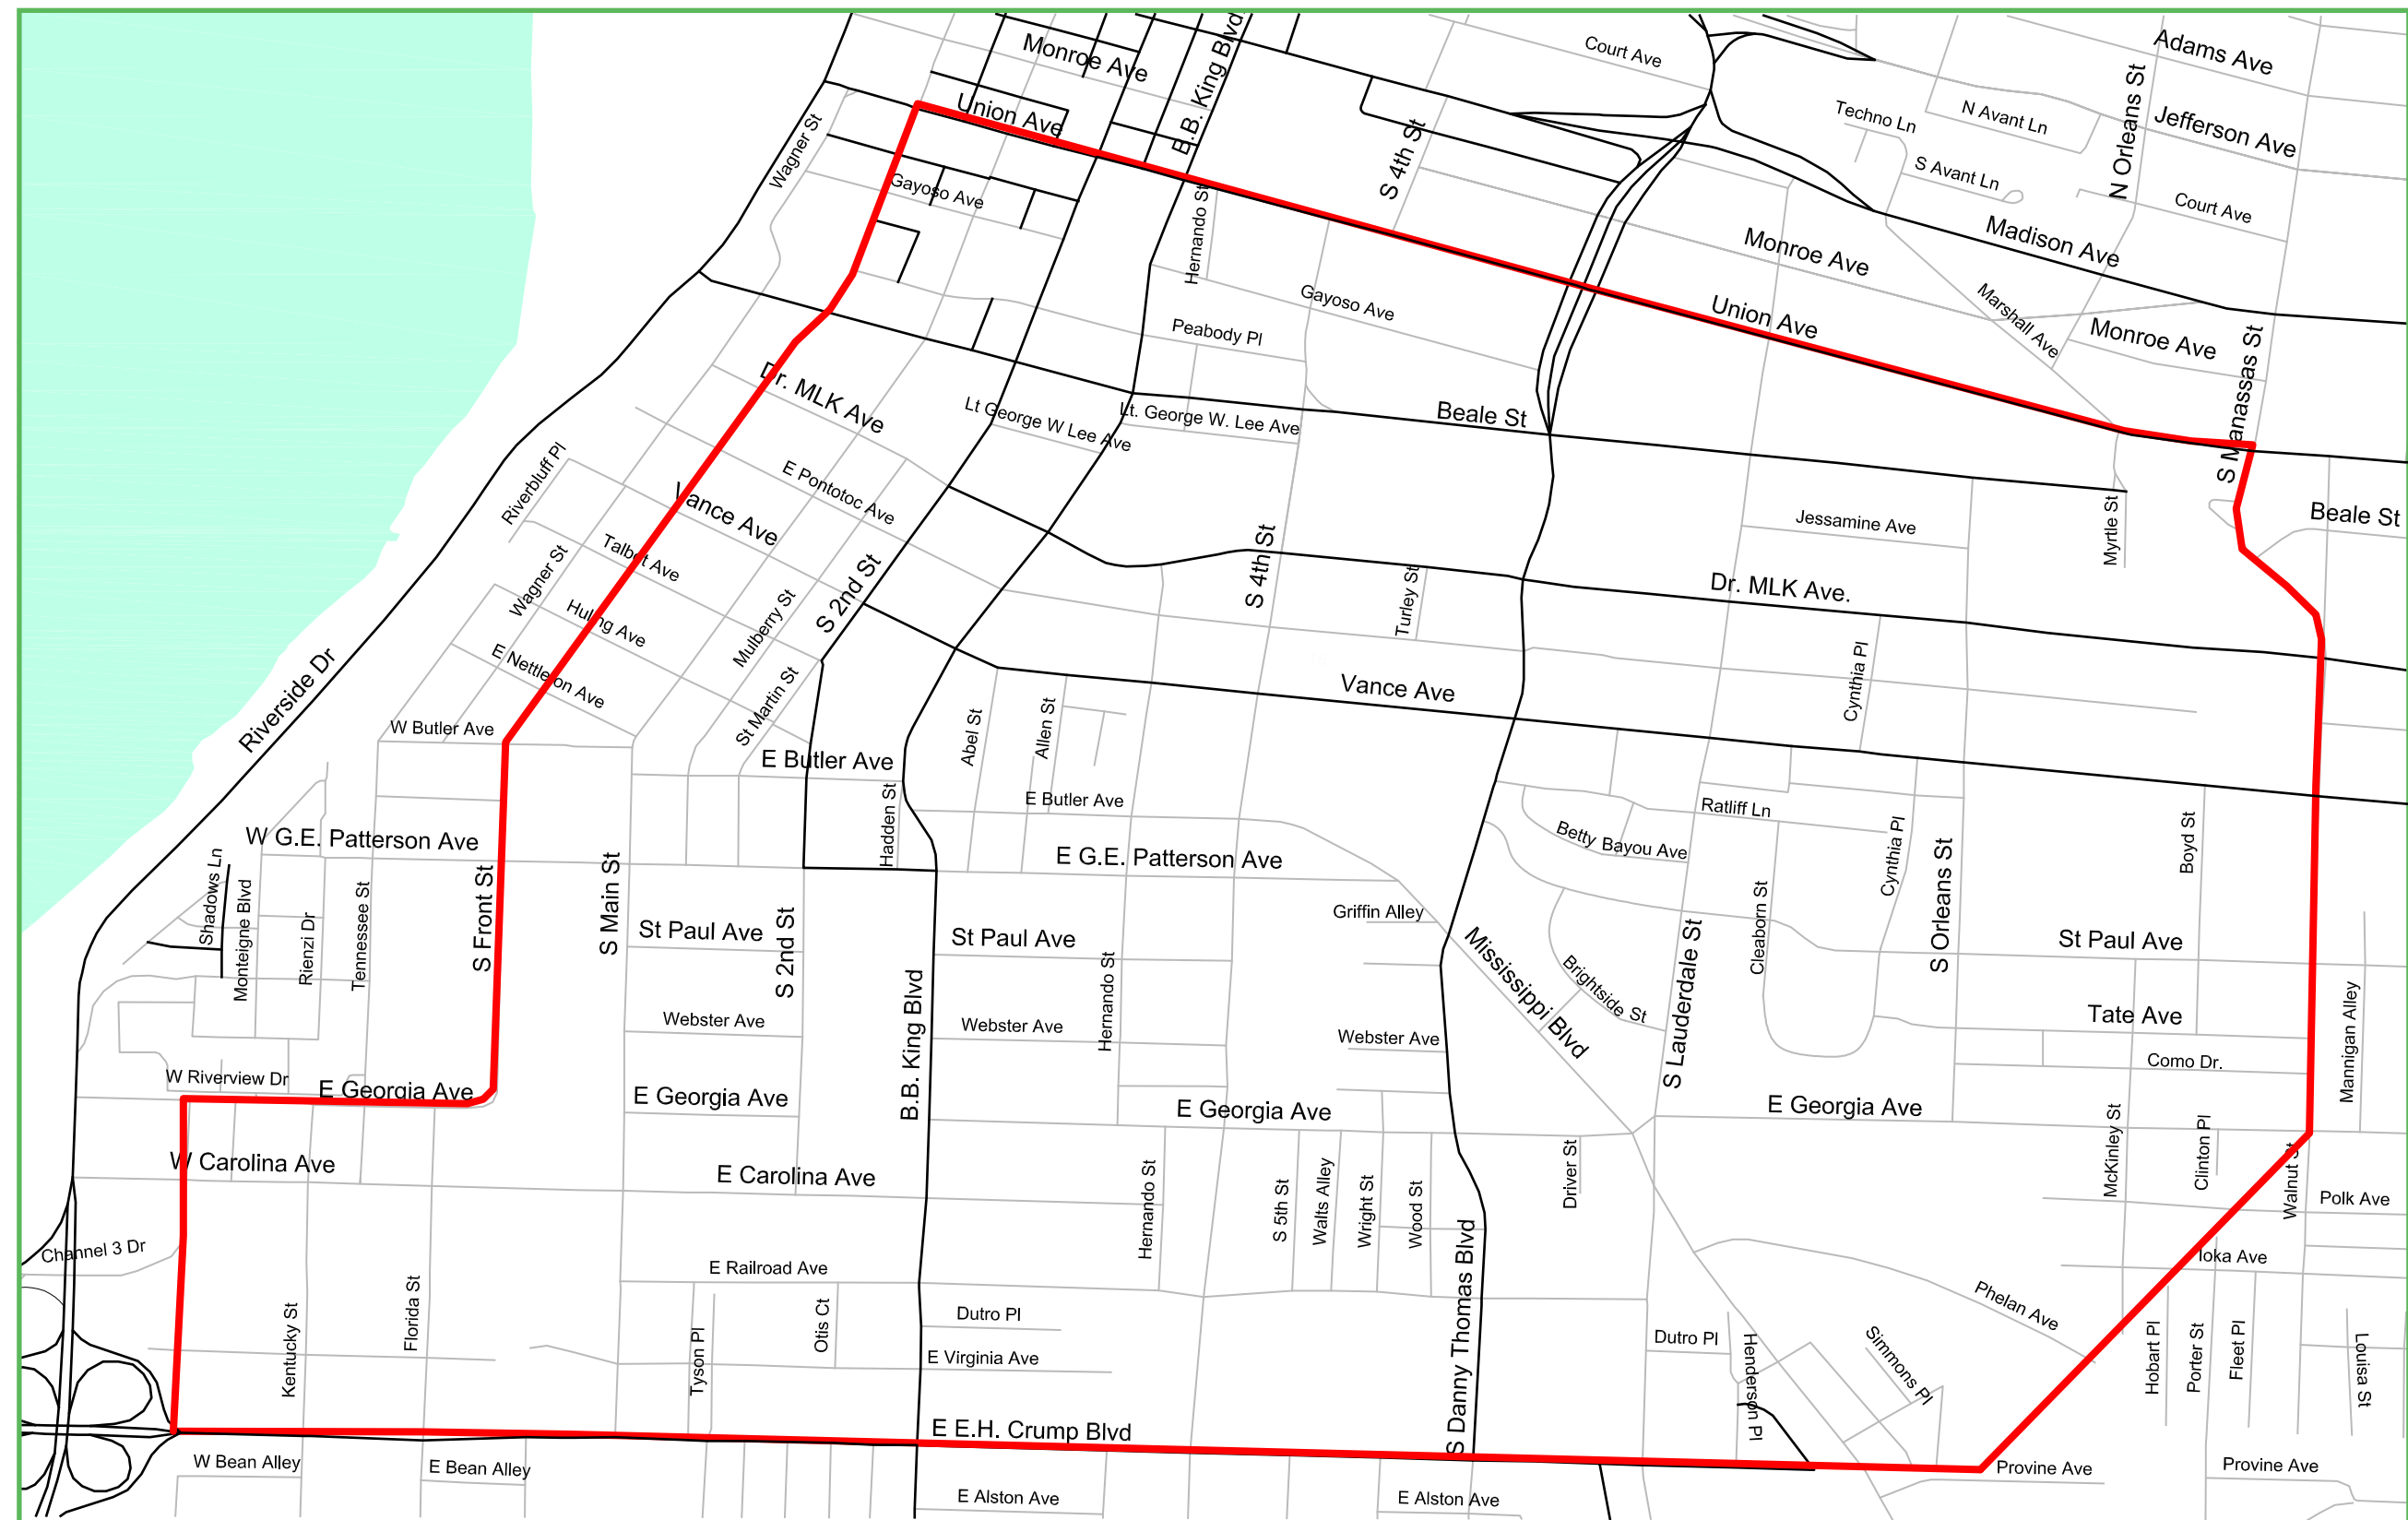 Monroe Ave
B.B. King Blvd
Court Ave
Adams Ave
N Orleans St
Union Ave
Wagner St
S 4th St
Techno Ln
N Avant Ln
Jefferson Ave
S Avant Ln
Gayoso Ave
Hernando St
Court Ave
Madison Ave
Monroe Ave
Gayoso Ave
Union Ave
Marshall Ave
Monroe Ave
Peabody Pl
S Manassas St
Dr. MLK Ave
Lt George W Lee Ave
Lt. George W. Lee Ave
Beale St
Riverbluff Pl
E Pontotoc Ave
Vance Ave
Jessamine Ave
Myrtle St
Beale St
Talbot Ave
Wagner St
S 2nd St
S 4th St
Turley St
Dr. MLK Ave.
Huling Ave
Mulberry St
E Nettleton Ave
Cynthia Pl
Riverside Dr
St Martin St
Vance Ave
W Butler Ave
Abel St
Allen St
E Butler Ave
E Butler Ave
Hadden St
Ratliff Ln
W G.E. Patterson Ave
Betty Bayou Ave
Cynthia Pl
Boyd St
E G.E. Patterson Ave
Shadows Ln
Monteigne Blvd
Rienzi Dr
Tennessee St
S Front St
S Main St
St Paul Ave
S 2nd St
St Paul Ave
Griffin Alley
Mississippi Blvd
Cleaborn St
S Orleans St
St Paul Ave
Brightside St
S Lauderdale St
Hernando St
B.B. King Blvd
Webster Ave
Webster Ave
Webster Ave
Tate Ave
Mannigan Alley
Como Dr.
W Riverview Dr
E Georgia Ave
E Georgia Ave
E Georgia Ave
E Georgia Ave
W Carolina Ave
E Carolina Ave
Hernando St
S 5th St
Walts Alley
Wright St
Wood St
Driver St
McKinley St
Clinton Pl
Walnut St
Polk Ave
Channel 3 Dr
E Railroad Ave
S Danny Thomas Blvd
Ioka Ave
Phelan Ave
Kentucky St
Florida St
Tyson Pl
Otis Ct
Dutro Pl
E Virginia Ave
Dutro Pl
Henderson Pl
Simmons Pl
Hobart Pl
Porter St
Fleet Pl
Louisa St
E E.H. Crump Blvd
W Bean Alley
E Bean Alley
Provine Ave
Provine Ave
E Alston Ave
E Alston Ave